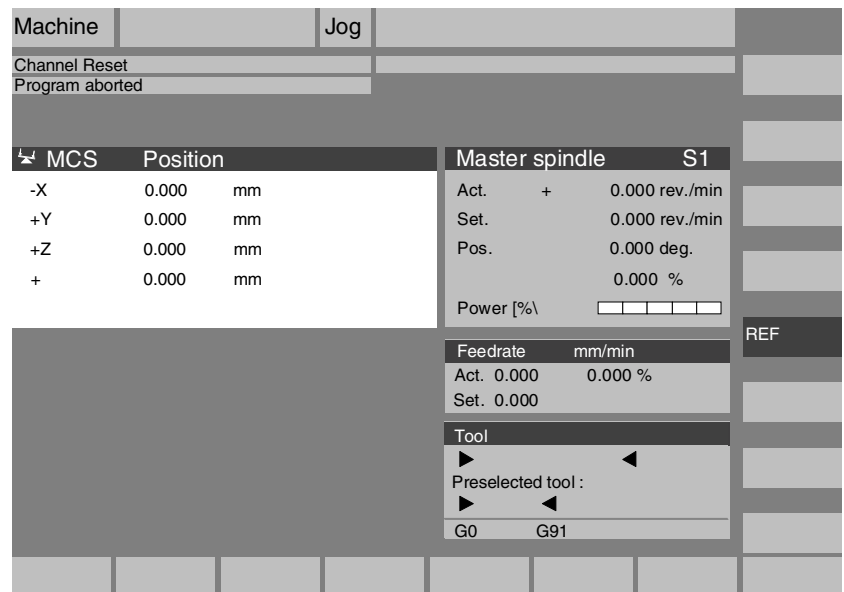 Machine Jog
Channel Reset
Program aborted
MCS Position
-X 0.000 mm
+Y 0.000 mm
+Z 0.000 mm
+ 0.000 mm
Master spindle S1
Act. + 0.000 rev./min
Set. 0.000 rev./min
Pos. 0.000 deg.
0.000 %
Power [%\
REF
Feedrate mm/min
Act. 0.000 0.000 %
Set. 0.000
Tool
Preselected tool :
G0 G91